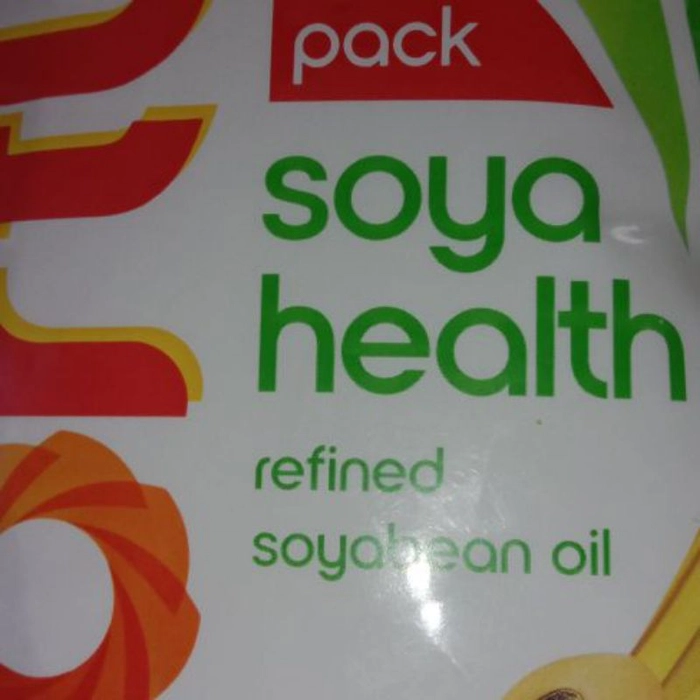 pack
soya
health
refined
soyabean oil